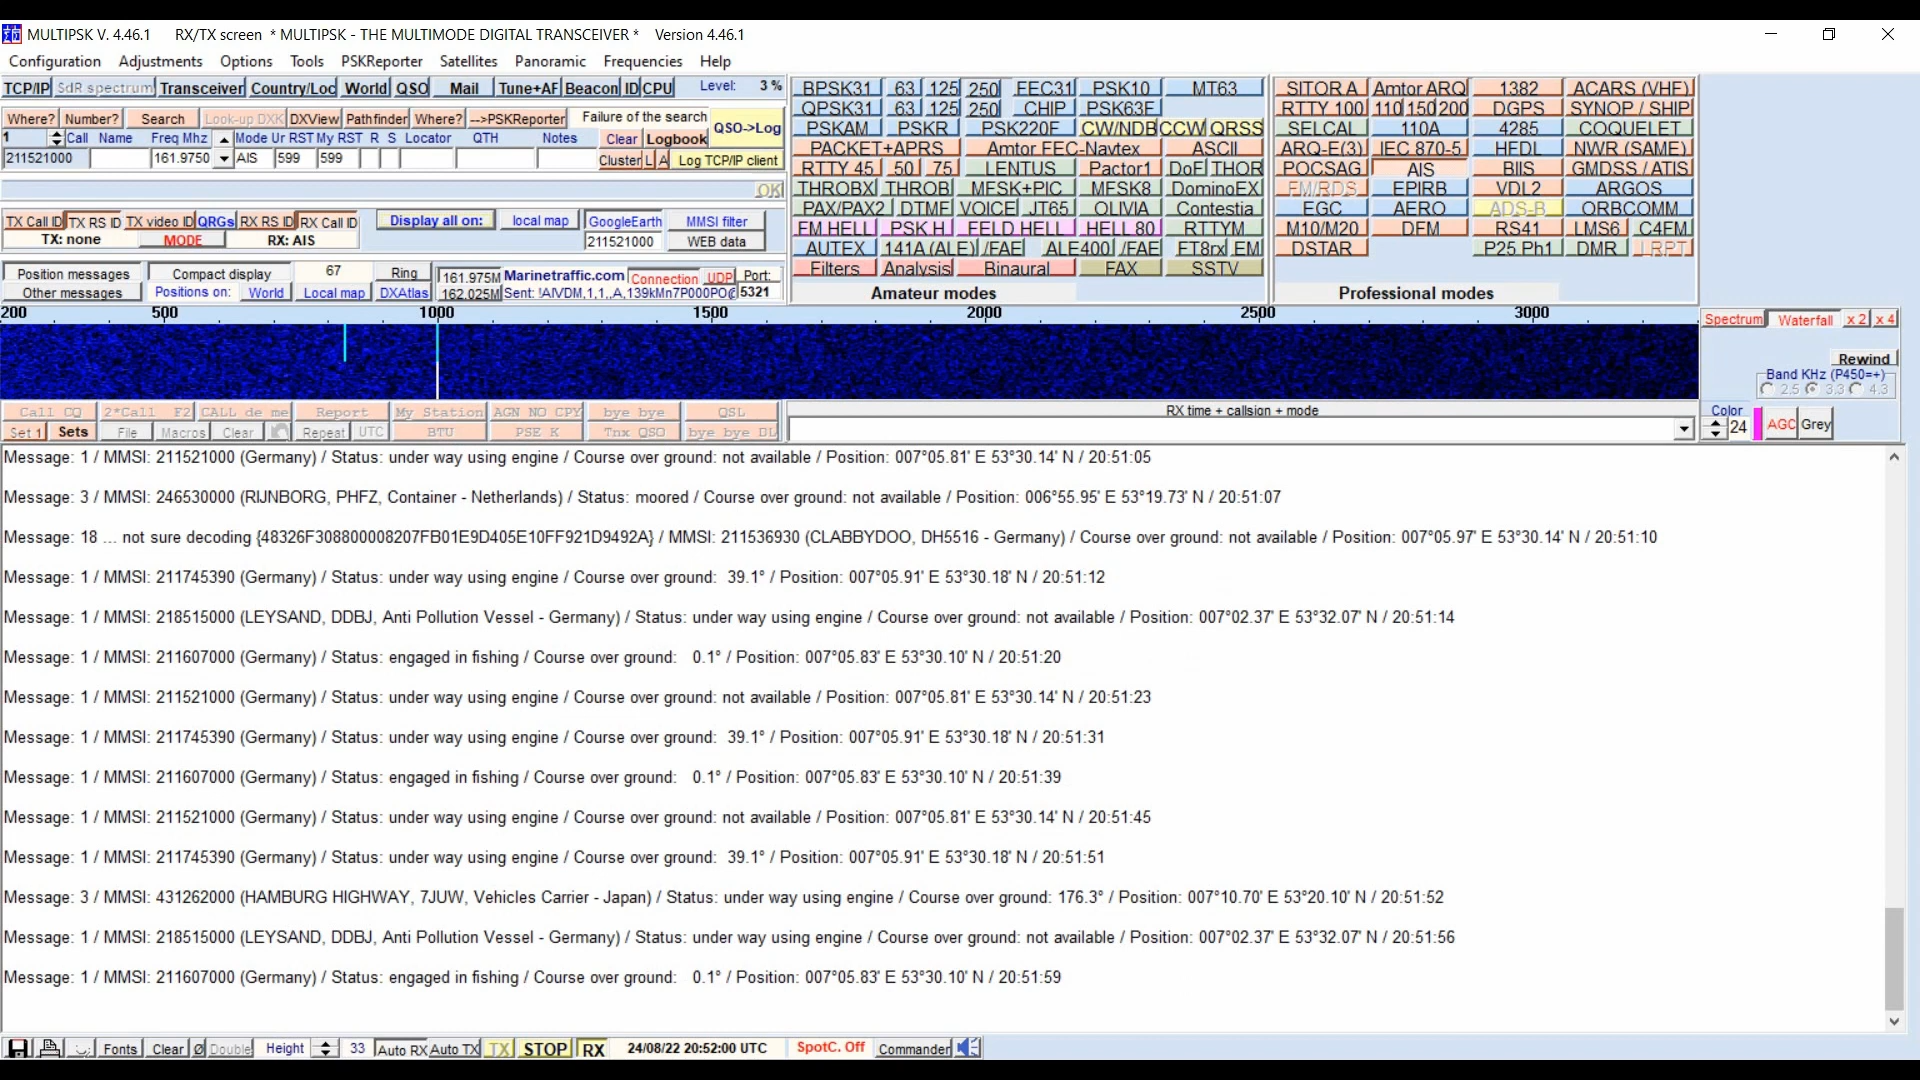 MULTIPSK V. 4.46.1 RX/TX screen * MULTIPSK - THE MULTIMODE DIGITAL TRANSCEIVER * Version 4.46.1
Configuration Adjustments Options Tools PSKReporter Satellites Panoramic Frequencies Help
TCP/IP SdR spectrum Transceiver Country/Loc World QSO Mail Tune+AF Beacon ID CPU Level: 3 %
Where? Number? Search Look-up DXK DXView Pathfinder Where? -->PSKReporter Failure of the search QSO->Log
1 Call Name Freq Mhz Mode Ur RST My RST R S Locator QTH Notes Clear Logbook
211521000 161.9750 AIS 599 599 Cluster L A Log TCP/IP client
OK
TX Call ID TX RS ID TX video ID QRGs RX RS ID RX Call ID Display all on: local map GoogleEarth MMSI filter
TX: none MODE RX: AIS 211521000 WEB data
Position messages Compact display 67 Ring 161.975M Marinetraffic.com Connection UDP Port:
Other messages Positions on: World Local map DXAtlas 162.025M Sent: !AIVDM,1,1,,A,139kMn7P000PO@ 5321
BPSK31 63 125 250 FEC31 PSK10 MT63
QPSK31 63 125 250 CHIP PSK63F
PSKAM PSKR PSK220F CW/NDB CCW QRSS
PACKET+APRS Amtor FEC-Navtex ASCII
RTTY 45 50 75 LENTUS Pactor1 DoF THOR
THROBX THROB MFSK+PIC MFSK8 DominoEX
PAX/PAX2 DTMF VOICE JT65 OLIVIA Contestia
FM HELL PSK H FELD HELL HELL 80 RTTYM
AUTEX 141A (ALE) /FAE ALE400 /FAE FT8rx EM
Filters Analysis Binaural FAX SSTV
Amateur modes
SITOR A Amtor ARQ 1382 ACARS (VHF)
RTTY 100 110 150 200 DGPS SYNOP / SHIP
SELCAL 110A 4285 COQUELET
ARQ-E(3) IEC 870-5 HFDL NWR (SAME)
POCSAG AIS BIIS GMDSS / ATIS
FM/RDS EPIRB VDL2 ARGOS
EGC AERO ADS-B ORBCOMM
M10/M20 DFM RS41 LMS6 C4FM
DSTAR P25 Ph1 DMR LRPT
Professional modes
200 500 1000 1500 2000 2500 3000
Spectrum Waterfall x 2 x 4
Rewind
Band KHz (P450=+)
2.5 3.3 4.3
Call CQ 2*Call F2 CALL de me Report My Station AGN NO CPY bye bye QSL RX time + callsign + mode Color
Set 1 Sets File Macros Clear Repeat UTC BTU PSE K Tnx QSO bye bye DL 24 AGC Grey
Message: 1 / MMSI: 211521000 (Germany) / Status: under way using engine / Course over ground: not available / Position: 007°05.81' E 53°30.14' N / 20:51:05
Message: 3 / MMSI: 246530000 (RIJNBORG, PHFZ, Container - Netherlands) / Status: moored / Course over ground: not available / Position: 006°55.95' E 53°19.73' N / 20:51:07
Message: 18 ... not sure decoding {48326F308800008207FB01E9D405E10FF921D9492A} / MMSI: 211536930 (CLABBYDOO, DH5516 - Germany) / Course over ground: not available / Position: 007°05.97' E 53°30.14' N / 20:51:10
Message: 1 / MMSI: 211745390 (Germany) / Status: under way using engine / Course over ground: 39.1° / Position: 007°05.91' E 53°30.18' N / 20:51:12
Message: 1 / MMSI: 218515000 (LEYSAND, DDBJ, Anti Pollution Vessel - Germany) / Status: under way using engine / Course over ground: not available / Position: 007°02.37' E 53°32.07' N / 20:51:14
Message: 1 / MMSI: 211607000 (Germany) / Status: engaged in fishing / Course over ground: 0.1° / Position: 007°05.83' E 53°30.10' N / 20:51:20
Message: 1 / MMSI: 211521000 (Germany) / Status: under way using engine / Course over ground: not available / Position: 007°05.81' E 53°30.14' N / 20:51:23
Message: 1 / MMSI: 211745390 (Germany) / Status: under way using engine / Course over ground: 39.1° / Position: 007°05.91' E 53°30.18' N / 20:51:31
Message: 1 / MMSI: 211607000 (Germany) / Status: engaged in fishing / Course over ground: 0.1° / Position: 007°05.83' E 53°30.10' N / 20:51:39
Message: 1 / MMSI: 211521000 (Germany) / Status: under way using engine / Course over ground: not available / Position: 007°05.81' E 53°30.14' N / 20:51:45
Message: 1 / MMSI: 211745390 (Germany) / Status: under way using engine / Course over ground: 39.1° / Position: 007°05.91' E 53°30.18' N / 20:51:51
Message: 3 / MMSI: 431262000 (HAMBURG HIGHWAY, 7JUW, Vehicles Carrier - Japan) / Status: under way using engine / Course over ground: 176.3° / Position: 007°10.70' E 53°20.10' N / 20:51:52
Message: 1 / MMSI: 218515000 (LEYSAND, DDBJ, Anti Pollution Vessel - Germany) / Status: under way using engine / Course over ground: not available / Position: 007°02.37' E 53°32.07' N / 20:51:56
Message: 1 / MMSI: 211607000 (Germany) / Status: engaged in fishing / Course over ground: 0.1° / Position: 007°05.83' E 53°30.10' N / 20:51:59
Fonts Clear Ø Double Height 33 Auto RX Auto TX TX STOP RX 24/08/22 20:52:00 UTC SpotC. Off Commander